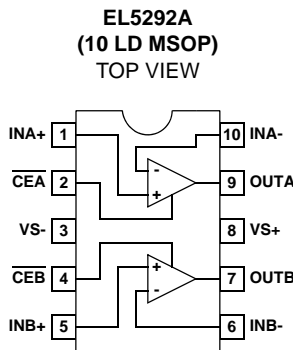 EL5292A
(10 LD MSOP)
TOP VIEW
INA+ 1 10 INA-
CEA 2 - + 9 OUTA
VS- 3 8 VS+
CEB 4 + - 7 OUTB
INB+ 5 6 INB-